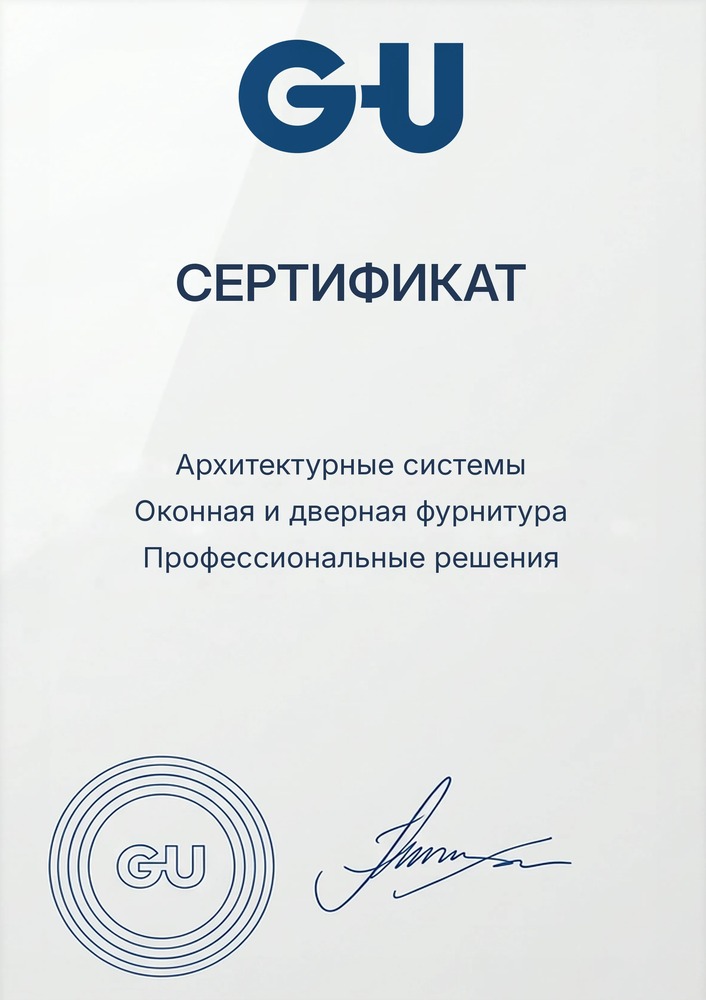 G-U
СЕРТИФИКАТ
Архитектурные системы
Оконная и дверная фурнитура
Профессиональные решения
G-U